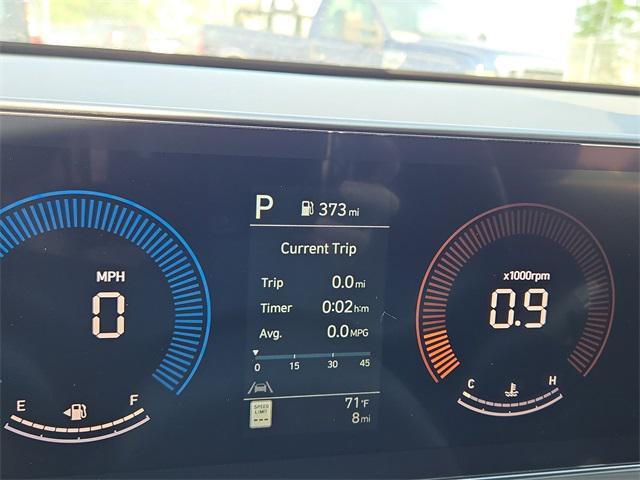 P 373 mi
Current Trip
Trip 0.0 mi
Timer 0:02 h:m
Avg. 0.0 MPG
0 15 30 45
SPEED
LIMIT
---
71°F
8 mi
MPH
0
E F
x1000rpm
0.9
C H